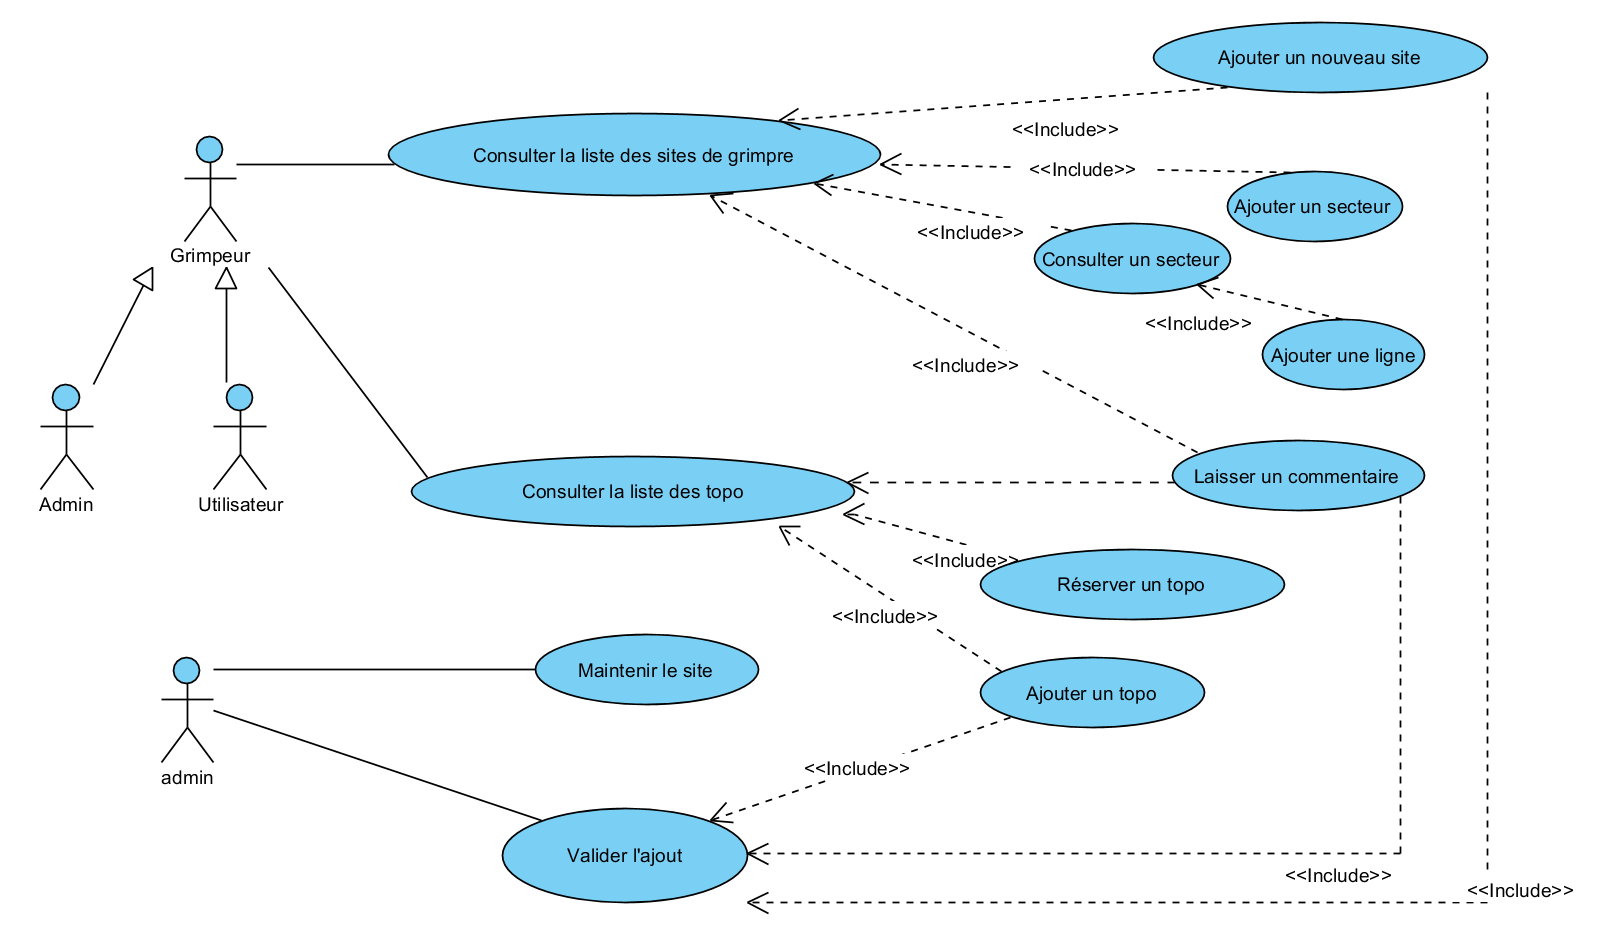 Ajouter un nouveau site
<<Include>>
Consulter la liste des sites de grimpre
<<Include>>
Ajouter un secteur
<<Include>>
Grimpeur
Consulter un secteur
<<Include>>
Ajouter une ligne
<<Include>>
Laisser un commentaire
Consulter la liste des topo
Admin
Utilisateur
<<Include>>
Réserver un topo
<<Include>>
Maintenir le site
Ajouter un topo
<<Include>>
admin
Valider l'ajout
<<Include>>
<<Include>>